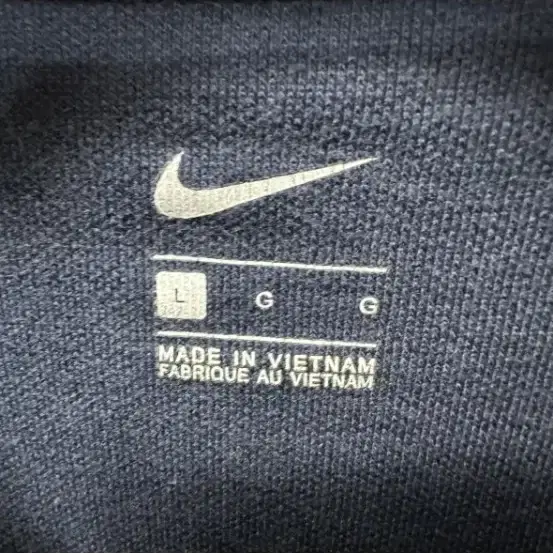 L G G
MADE IN VIETNAM
FABRIQUE AU VIETNAM